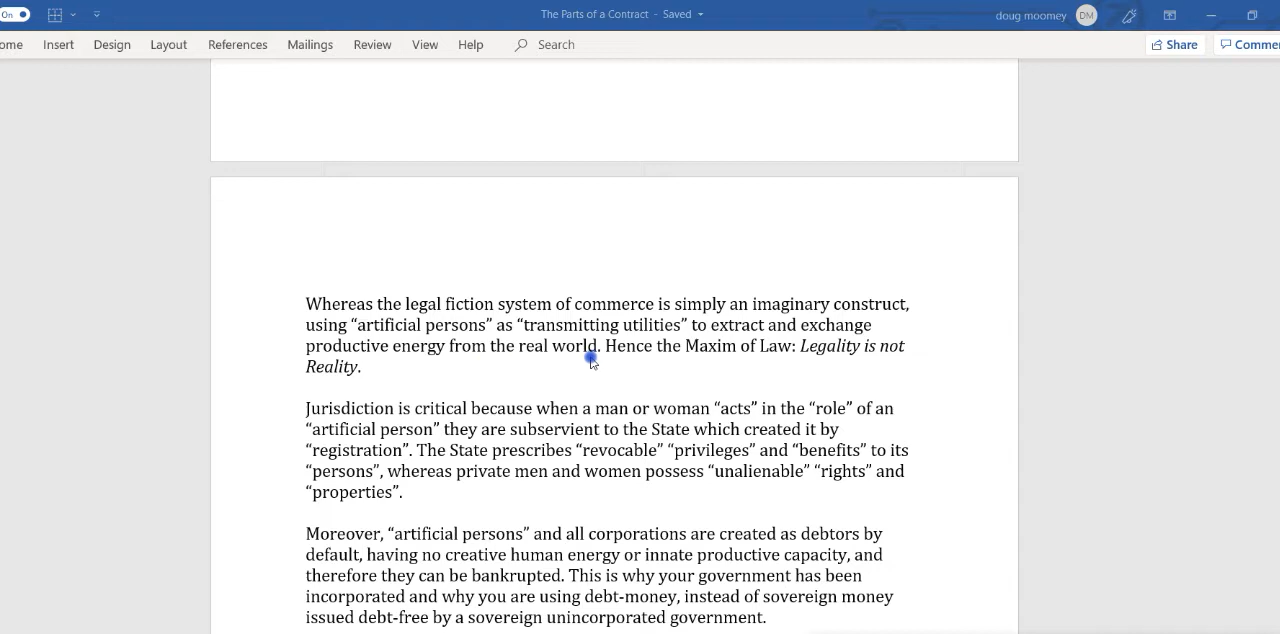 On
The Parts of a Contract - Saved
doug moomey
DM
ome Insert Design Layout References Mailings Review View Help Search
Share
Comme
Whereas the legal fiction system of commerce is simply an imaginary construct,
using “artificial persons” as “transmitting utilities” to extract and exchange
productive energy from the real world. Hence the Maxim of Law: Legality is not
Reality.
Jurisdiction is critical because when a man or woman “acts” in the “role” of an
“artificial person” they are subservient to the State which created it by
“registration”. The State prescribes “revocable” “privileges” and “benefits” to its
“persons”, whereas private men and women possess “unalienable” “rights” and
“properties”.
Moreover, “artificial persons” and all corporations are created as debtors by
default, having no creative human energy or innate productive capacity, and
therefore they can be bankrupted. This is why your government has been
incorporated and why you are using debt-money, instead of sovereign money
issued debt-free by a sovereign unincorporated government.